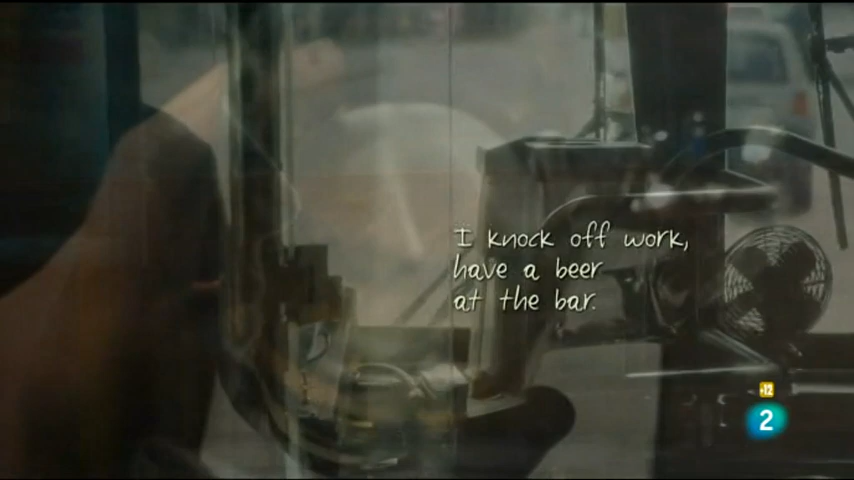 I knock off work,
have a beer
at the bar.
+12
2